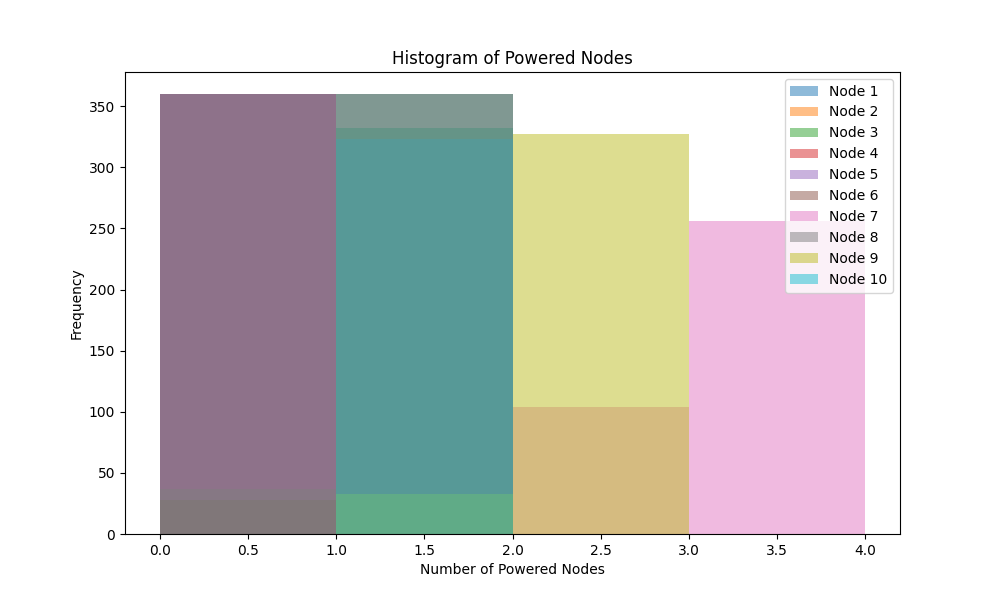 Histogram of Powered Nodes
Frequency
350
300
250
200
150
100
50
0
0.0 0.5 1.0 1.5 2.0 2.5 3.0 3.5 4.0
Number of Powered Nodes
Node 1
Node 2
Node 3
Node 4
Node 5
Node 6
Node 7
Node 8
Node 9
Node 10